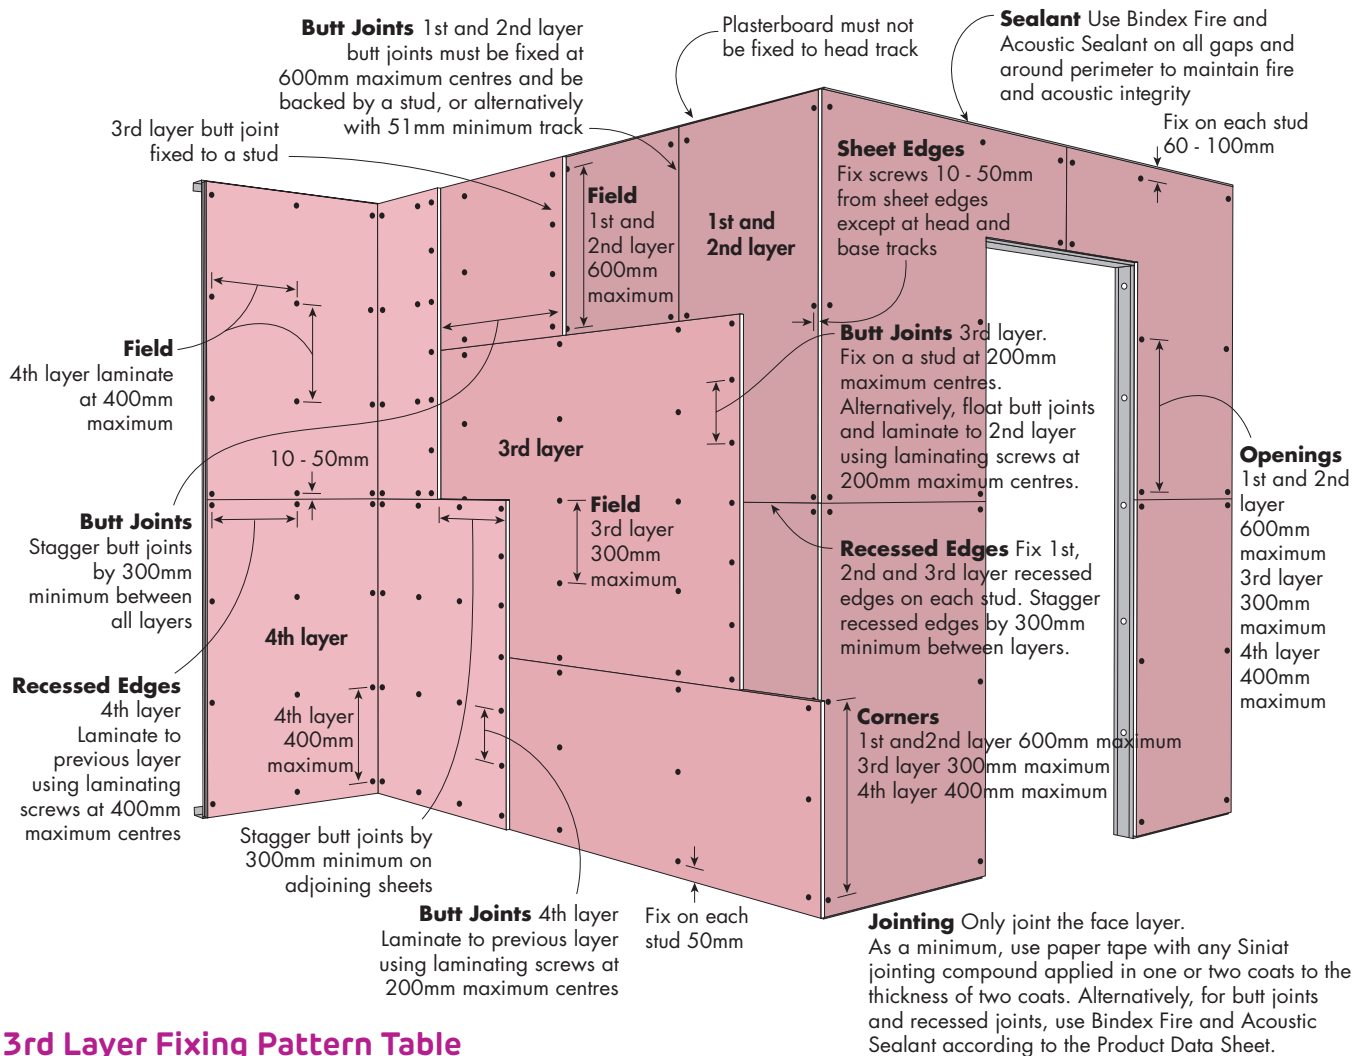 Butt Joints 1st and 2nd layer
butt joints must be fixed at
600mm maximum centres and be
backed by a stud, or alternatively
with 51mm minimum track
Plasterboard must not
be fixed to head track
Sealant Use Bindex Fire and
Acoustic Sealant on all gaps and
around perimeter to maintain fire
and acoustic integrity
Fix on each stud
60 - 100mm
3rd layer butt joint
fixed to a stud
Field
1st and
2nd layer
600mm
maximum
1st and
2nd layer
Sheet Edges
Fix screws 10 - 50mm
from sheet edges
except at head and
base tracks
Field
4th layer laminate
at 400mm
maximum
Butt Joints 3rd layer.
Fix on a stud at 200mm
maximum centres.
Alternatively, float butt joints
and laminate to 2nd layer
using laminating screws at
200mm maximum centres.
3rd layer
10 - 50mm
Openings
1st and 2nd
layer
600mm
maximum
3rd layer
300mm
maximum
4th layer
400mm
maximum
Field
3rd layer
300mm
maximum
Butt Joints
Stagger butt joints
by 300mm
minimum between
all layers
Recessed Edges Fix 1st,
2nd and 3rd layer recessed
edges on each stud. Stagger
recessed edges by 300mm
minimum between layers.
4th layer
Recessed Edges
4th layer
Laminate to
previous layer
using laminating
screws at 400mm
maximum centres
4th layer
400mm
maximum
Corners
1st and2nd layer 600mm maximum
3rd layer 300mm maximum
4th layer 400mm maximum
Stagger butt joints by
300mm minimum on
adjoining sheets
Butt Joints 4th layer
Laminate to previous layer
using laminating screws at
200mm maximum centres
Fix on each
stud 50mm
Jointing Only joint the face layer.
As a minimum, use paper tape with any Siniat
jointing compound applied in one or two coats to the
thickness of two coats. Alternatively, for butt joints
and recessed joints, use Bindex Fire and Acoustic
Sealant according to the Product Data Sheet.
3rd Layer Fixing Pattern Table